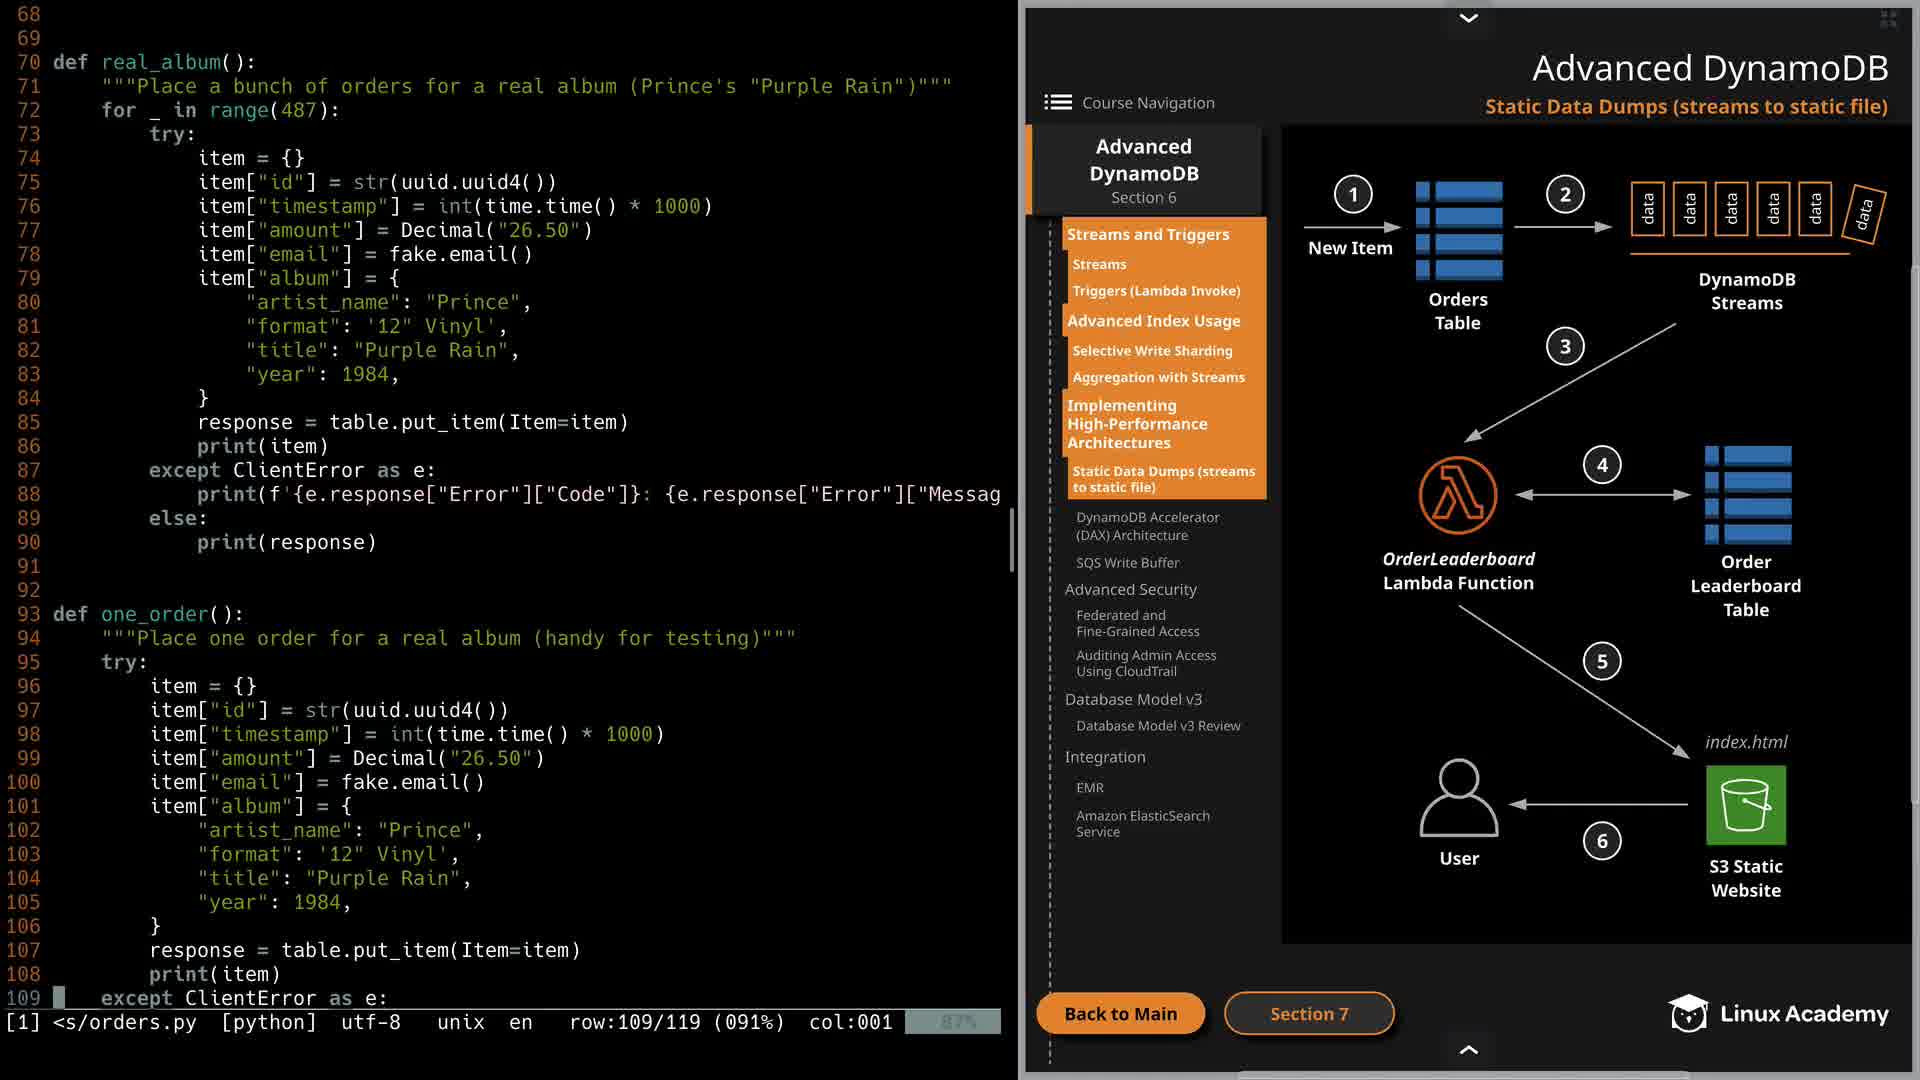 68
69
70 def real_album():
71     """Place a bunch of orders for a real album (Prince's "Purple Rain")"""
72     for _ in range(487):
73         try:
74             item = {}
75             item["id"] = str(uuid.uuid4())
76             item["timestamp"] = int(time.time() * 1000)
77             item["amount"] = Decimal("26.50")
78             item["email"] = fake.email()
79             item["album"] = {
80                 "artist_name": "Prince",
81                 "format": '12" Vinyl',
82                 "title": "Purple Rain",
83                 "year": 1984,
84             }
85             response = table.put_item(Item=item)
86             print(item)
87         except ClientError as e:
88             print(f'{e.response["Error"]["Code"]}: {e.response["Error"]["Messag
89         else:
90             print(response)
91
92
93 def one_order():
94     """Place one order for a real album (handy for testing)"""
95     try:
96         item = {}
97         item["id"] = str(uuid.uuid4())
98         item["timestamp"] = int(time.time() * 1000)
99         item["amount"] = Decimal("26.50")
100         item["email"] = fake.email()
101         item["album"] = {
102             "artist_name": "Prince",
103             "format": '12" Vinyl',
104             "title": "Purple Rain",
105             "year": 1984,
106         }
107         response = table.put_item(Item=item)
108         print(item)
109     except ClientError as e:
[1] <s/orders.py [python] utf-8 unix en row:109/119 (091%) col:001 87%
Advanced DynamoDB
Static Data Dumps (streams to static file)
Course Navigation
Advanced
DynamoDB
Section 6
Streams and Triggers
Streams
Triggers (Lambda Invoke)
Advanced Index Usage
Selective Write Sharding
Aggregation with Streams
Implementing
High-Performance
Architectures
Static Data Dumps (streams
to static file)
DynamoDB Accelerator
(DAX) Architecture
SQS Write Buffer
Advanced Security
Federated and
Fine-Grained Access
Auditing Admin Access
Using CloudTrail
Database Model v3
Database Model v3 Review
Integration
EMR
Amazon ElasticSearch
Service
1
New Item
Orders
Table
2
data data data data data data
DynamoDB
Streams
3
OrderLeaderboard
Lambda Function
4
Order
Leaderboard
Table
5
index.html
S3 Static
Website
6
User
Back to Main
Section 7
Linux Academy